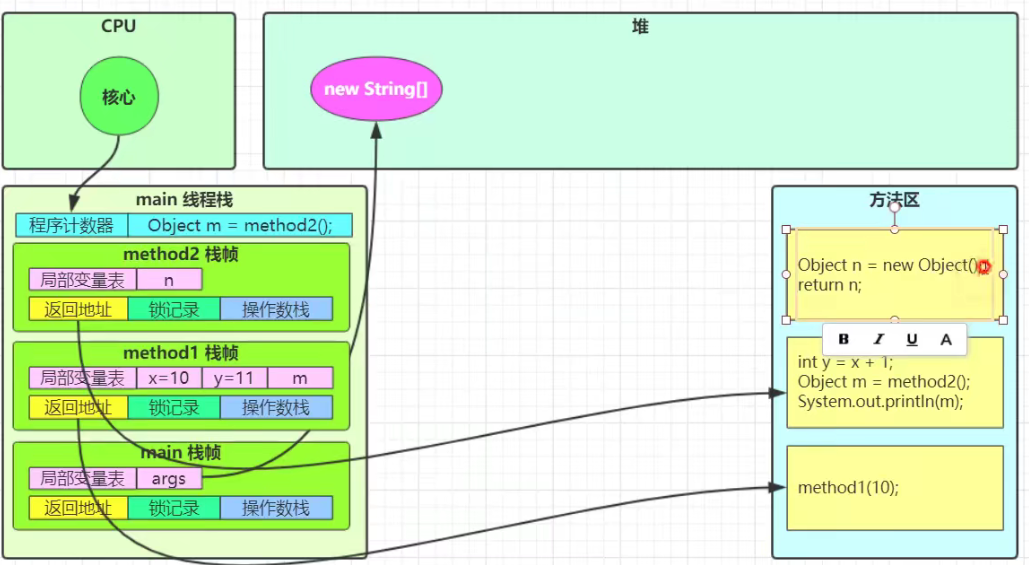 CPU
核心
堆
new String[]
main 线程栈
程序计数器 Object m = method2();
method2 栈帧
局部变量表 n
返回地址 锁记录 操作数栈
method1 栈帧
局部变量表 x=10 y=11 m
返回地址 锁记录 操作数栈
main 栈帧
局部变量表 args
返回地址 锁记录 操作数栈
方法区
Object n = new Object()
return n;
B I U A
int y = x + 1;
Object m = method2();
System.out.println(m);
method1(10);